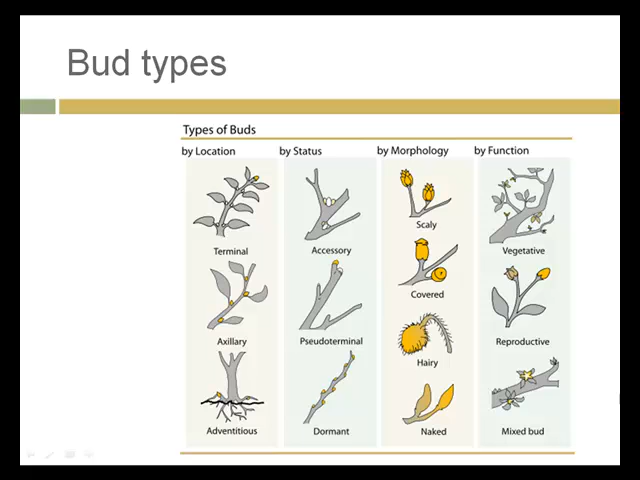 Bud types
Types of Buds
by Location
by Status
by Morphology
by Function
Terminal
Axillary
Adventitious
Accessory
Pseudoterminal
Dormant
Scaly
Covered
Hairy
Naked
Vegetative
Reproductive
Mixed bud